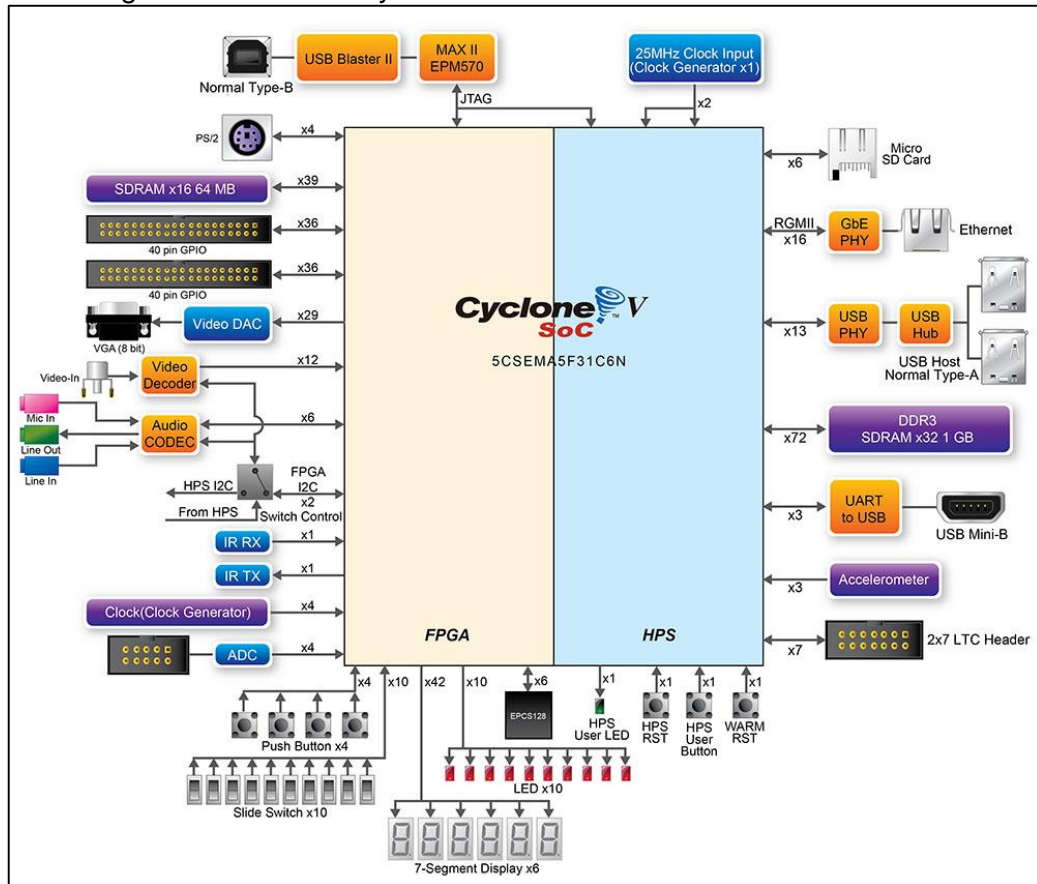 Normal Type-B
USB Blaster II
MAX II
EPM570
JTAG
25MHz Clock Input
(Clock Generator x1)
x2
PS/2
x4
SDRAM x16 64 MB
x39
40 pin GPIO
x36
40 pin GPIO
x36
VGA (8 bit)
Video DAC
x29
Video-In
Video
Decoder
x12
Mic In
Line Out
Line In
Audio
CODEC
x6
HPS I2C
From HPS
FPGA
I2C
x2
Switch Control
IR RX
x1
IR TX
x1
Clock(Clock Generator)
x4
ADC
x4
Cyclone V
SoC
5CSEMA5F31C6N
FPGA
HPS
x6
Micro
SD Card
RGMII
x16
GbE
PHY
Ethernet
x13
USB
PHY
USB
Hub
USB Host
Normal Type-A
x72
DDR3
SDRAM x32 1 GB
x3
UART
to USB
USB Mini-B
x3
Accelerometer
x7
2x7 LTC Header
x4
x10
x42
x10
x6
x1
x1
x1
x1
Push Button x4
Slide Switch x10
EPCS128
HPS
User LED
HPS
RST
HPS
User
Button
WARM
RST
LED x10
7-Segment Display x6